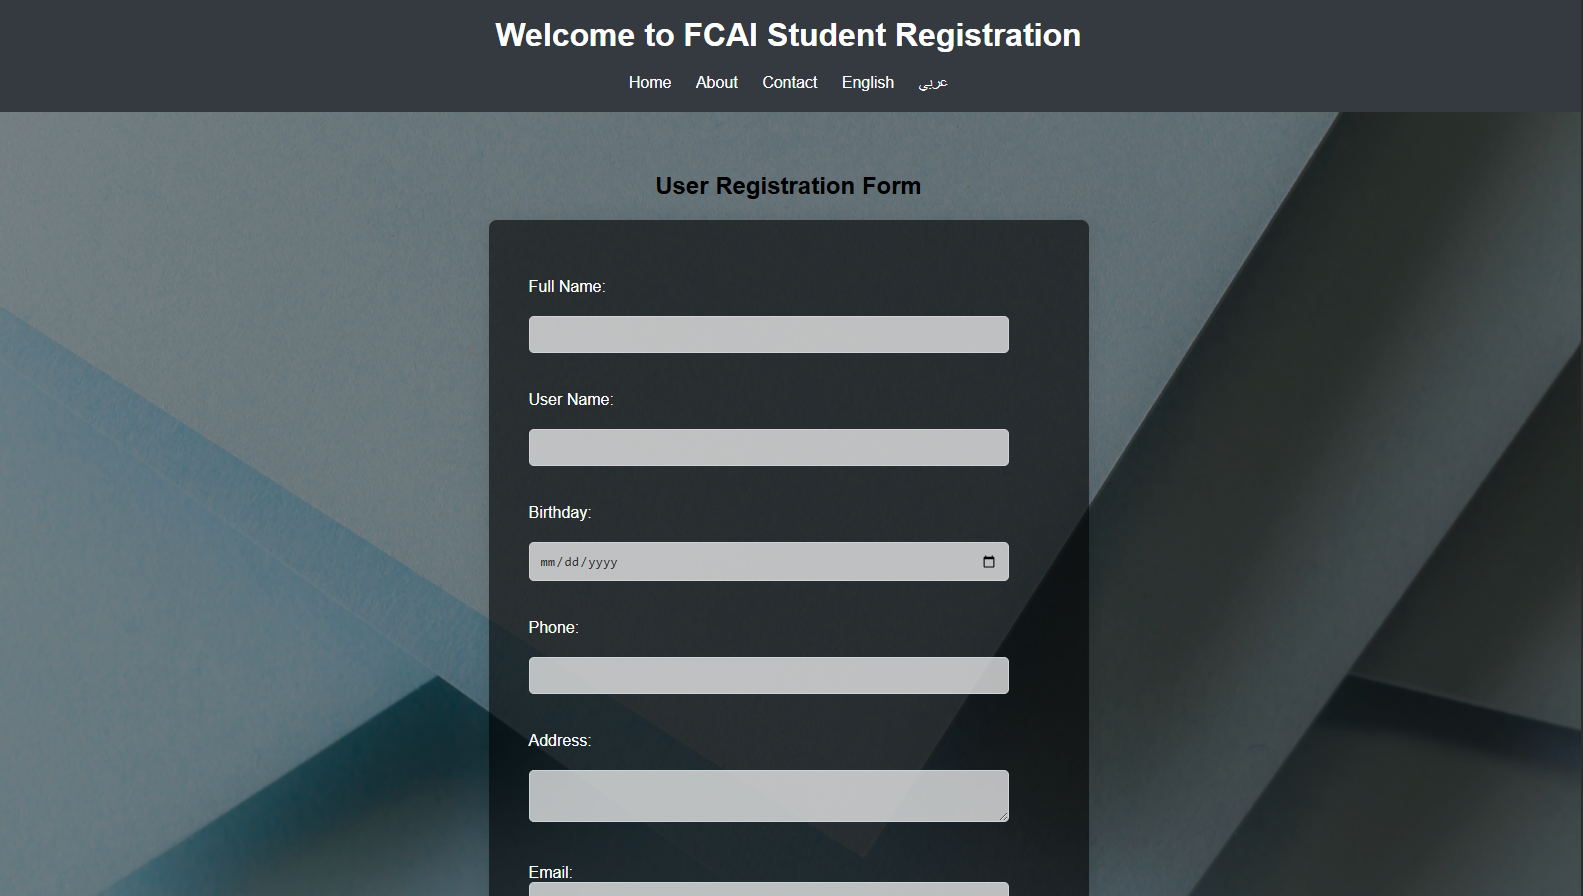 Welcome to FCAI Student Registration
Home About Contact English عربي
User Registration Form
Full Name:
User Name:
Birthday:
mm/dd/yyyy
Phone:
Address:
Email: